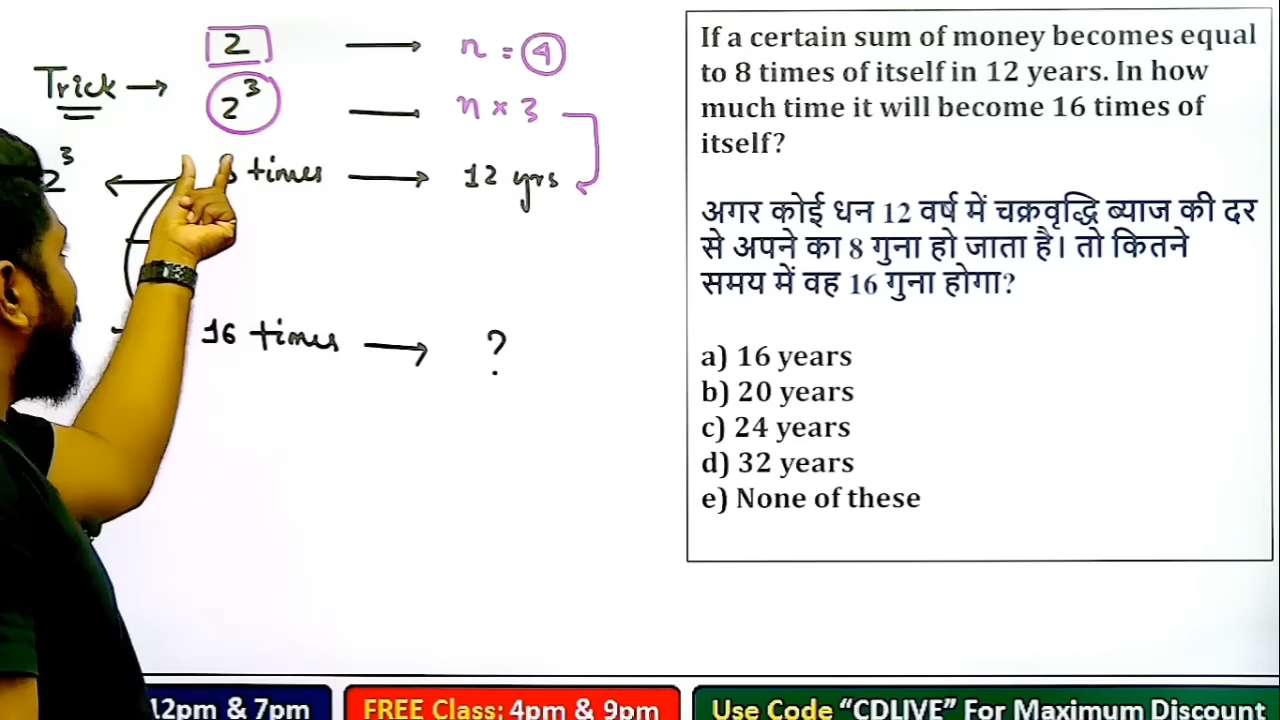 2 → n = 4
Trick → 2³ — n × 3
2³ ← times → 12 yrs
16 times → ?
If a certain sum of money becomes equal
to 8 times of itself in 12 years. In how
much time it will become 16 times of
itself?
अगर कोई धन 12 वर्ष में चक्रवृद्धि ब्याज की दर
से अपने का 8 गुना हो जाता है। तो कितने
समय में वह 16 गुना होगा?
a) 16 years
b) 20 years
c) 24 years
d) 32 years
e) None of these
12pm & 7pm
FREE Class: 4pm & 9pm
Use Code “CDLIVE” For Maximum Discount